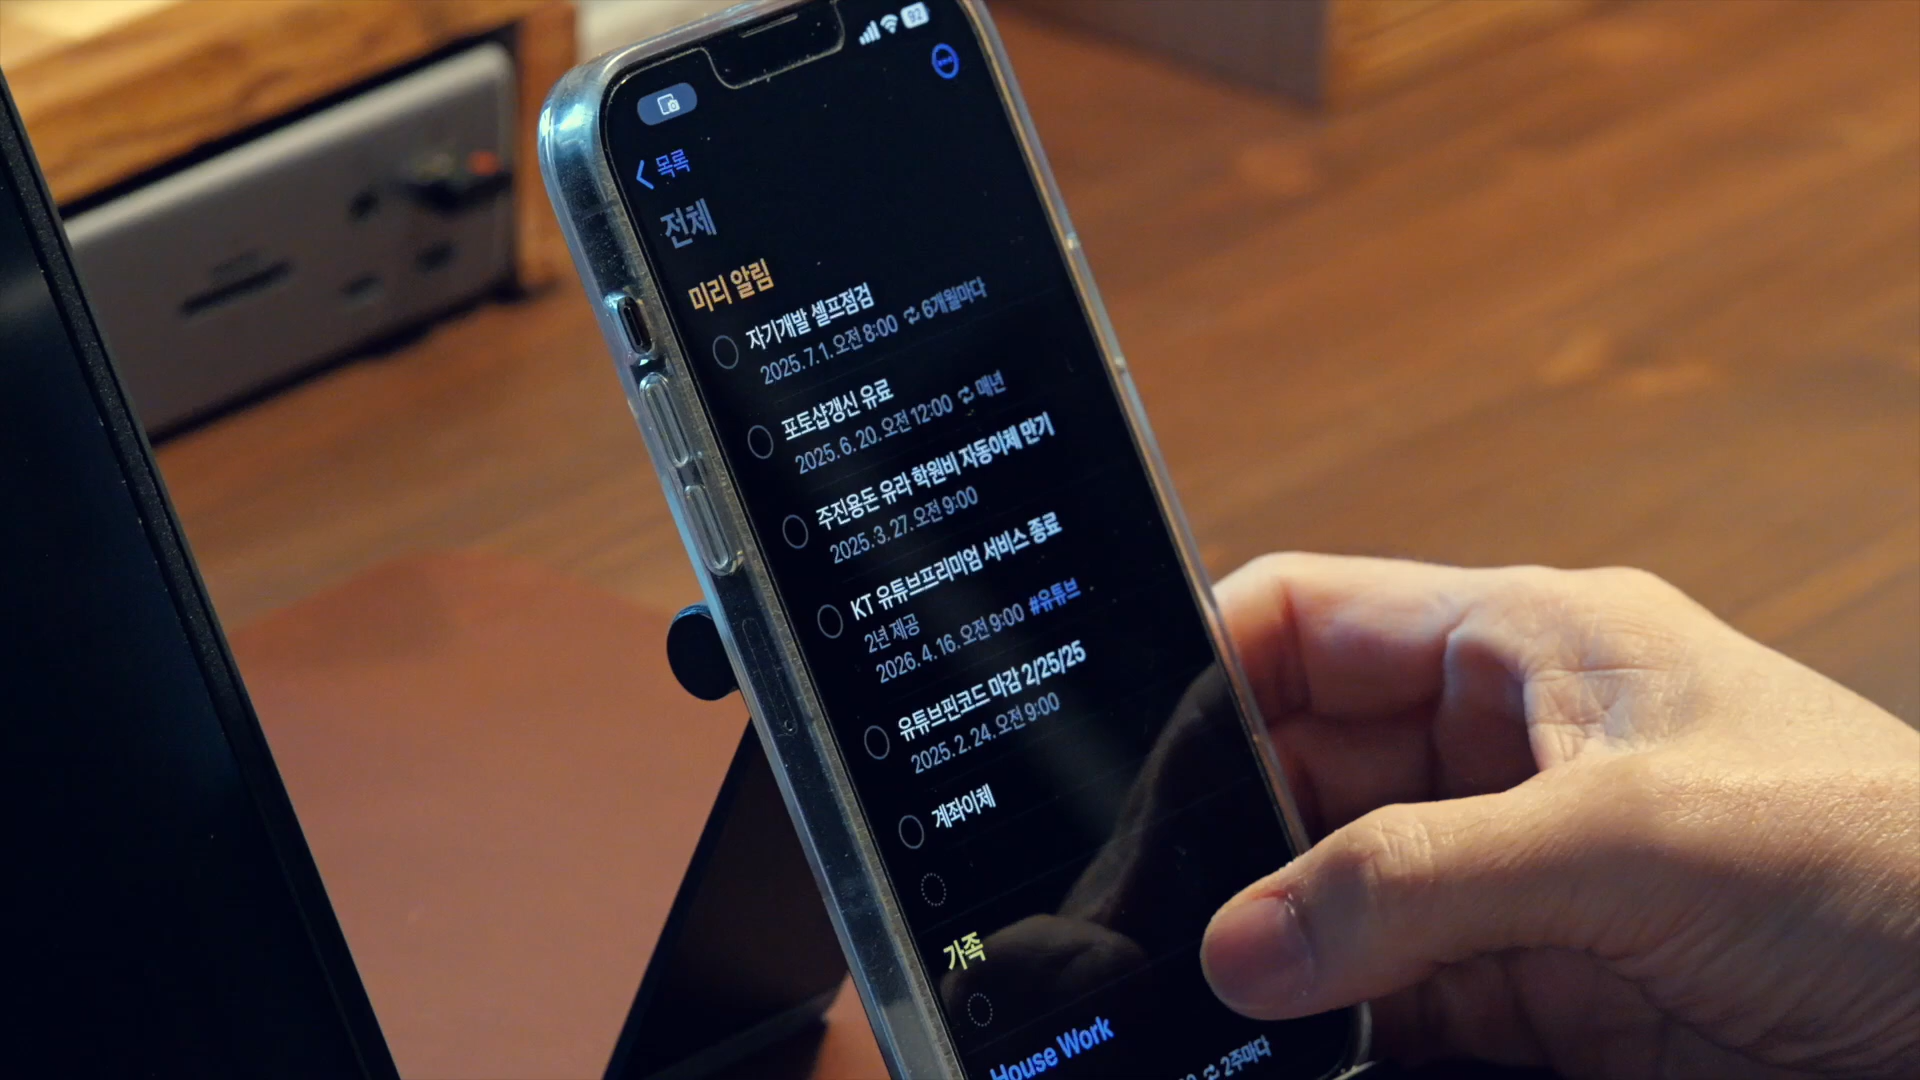 92
목록
전체
미리 알림
자기개발 셀프점검
2025. 7. 1. 오전 8:00 6개월마다
포토샵갱신 유료
2025. 6. 20. 오전 12:00 매년
주진용돈 유라 학원비 자동이체 만기
2025. 3. 27. 오전 9:00
KT 유튜브프리미엄 서비스 종료
2년 제공
2026. 4. 16. 오전 9:00 #유튜브
유튜브핀코드 마감 2/25/25
2025. 2. 24. 오전 9:00
계좌이체
가족
House Work
2주마다